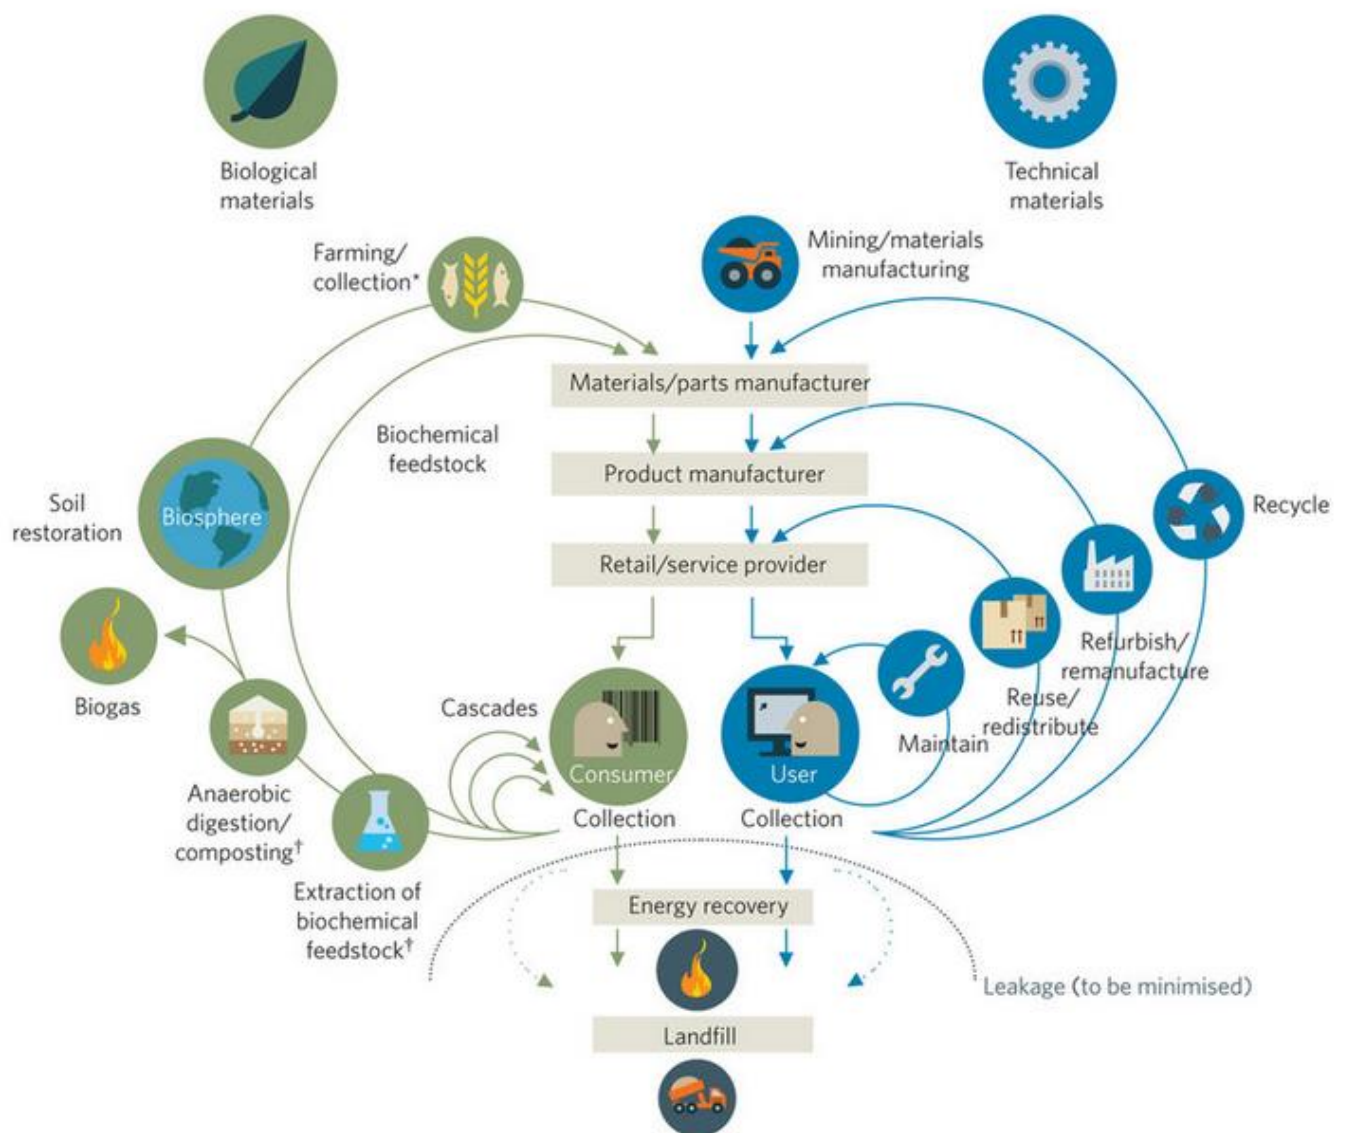 Biological
materials
Technical
materials
Farming/
collection*
Mining/materials
manufacturing
Materials/parts manufacturer
Biochemical
feedstock
Product manufacturer
Soil
restoration
Biosphere
Recycle
Retail/service provider
Refurbish/
remanufacture
Biogas
Cascades
Reuse/
redistribute
Maintain
Consumer
User
Anaerobic
digestion/
composting†
Collection
Collection
Extraction of
biochemical
feedstock†
Energy recovery
Leakage (to be minimised)
Landfill